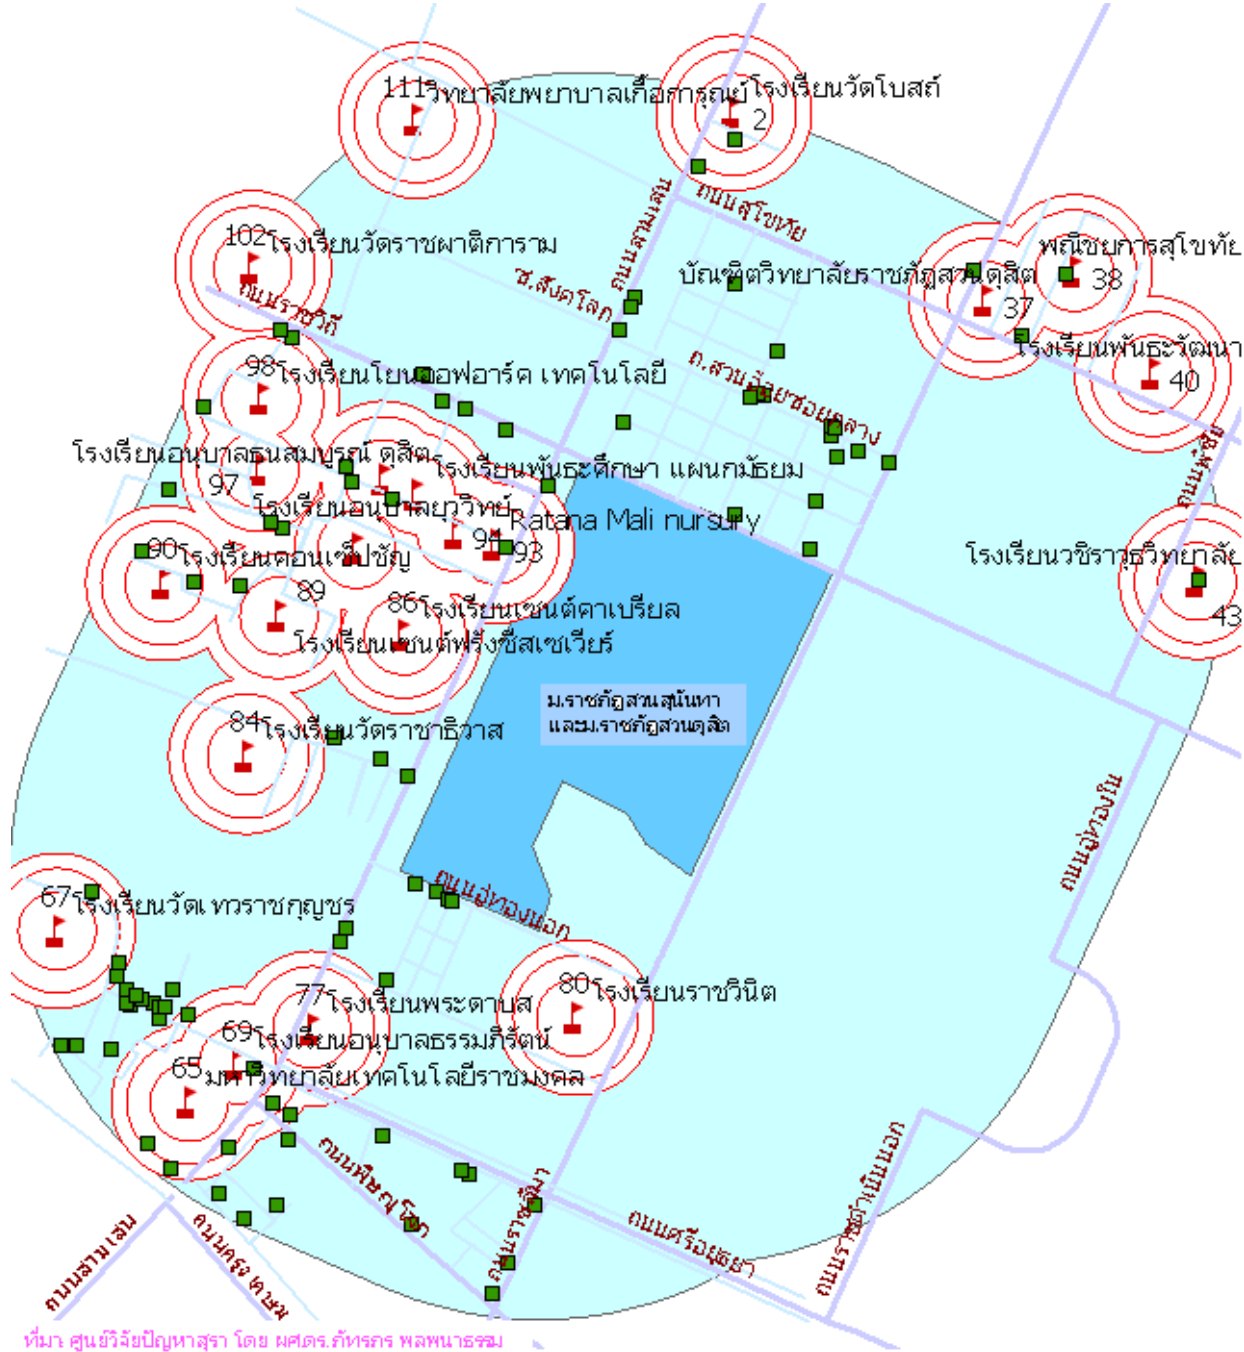 111วิทยาลัยพยาบาลเกื้อการุณย์
โรงเรียนวัดโบสถ์
2
ถนนสุโขทัย
ถนนสามเสน
102โรงเรียนวัดราชผาติการาม
ซ.สังคโลก
พณิชยการสุโขทัย
38
บัณฑิตวิทยาลัยราชภัฏสวนดุสิต
37
ถนนราชวิถี
โรงเรียนพันธะวัฒนา
40
98โรงเรียนโยนออฟอาร์ค เทคโนโลยี
ถ.สวนอ้อยซอยกลาง
โรงเรียนอนุบาลธนสมบูรณ์ ดุสิต
97
โรงเรียนพันธะศึกษา แผนกมัธยม
ถนนพิชัย
โรงเรียนอนุบาลยุววิทย์
Ratana Mali nursury
94
93
90โรงเรียนคอนเซ็ปชัญ
โรงเรียนวชิราวุธวิทยาลัย
43
89
86โรงเรียนเซนต์คาเบรียล
โรงเรียนเซนต์ฟรังซีสเซเวียร์
ม.ราชภัฏสวนสุนันทา
และม.ราชภัฏสวนดุสิต
84โรงเรียนวัดราชาธิวาส
ถนนอู่ทองใน
ถนนอู่ทองนอก
67โรงเรียนวัดเทวราชกุญชร
80โรงเรียนราชวินิต
77โรงเรียนพระดาบส
69โรงเรียนอนุบาลธรรมภิรัตน์
65มหาวิทยาลัยเทคโนโลยีราชมงคล
ถนนพิษณุโลก
ถนนราชสีมา
ถนนศรีอยุธยา
ถนนราชดำเนินนอก
ถนนสามเสน
ถนนกรุงเกษม
ที่มา: ศูนย์วิจัยปัญหาสุรา โดย ผศ.ดร.ภัทรภร พลพนาธรรม